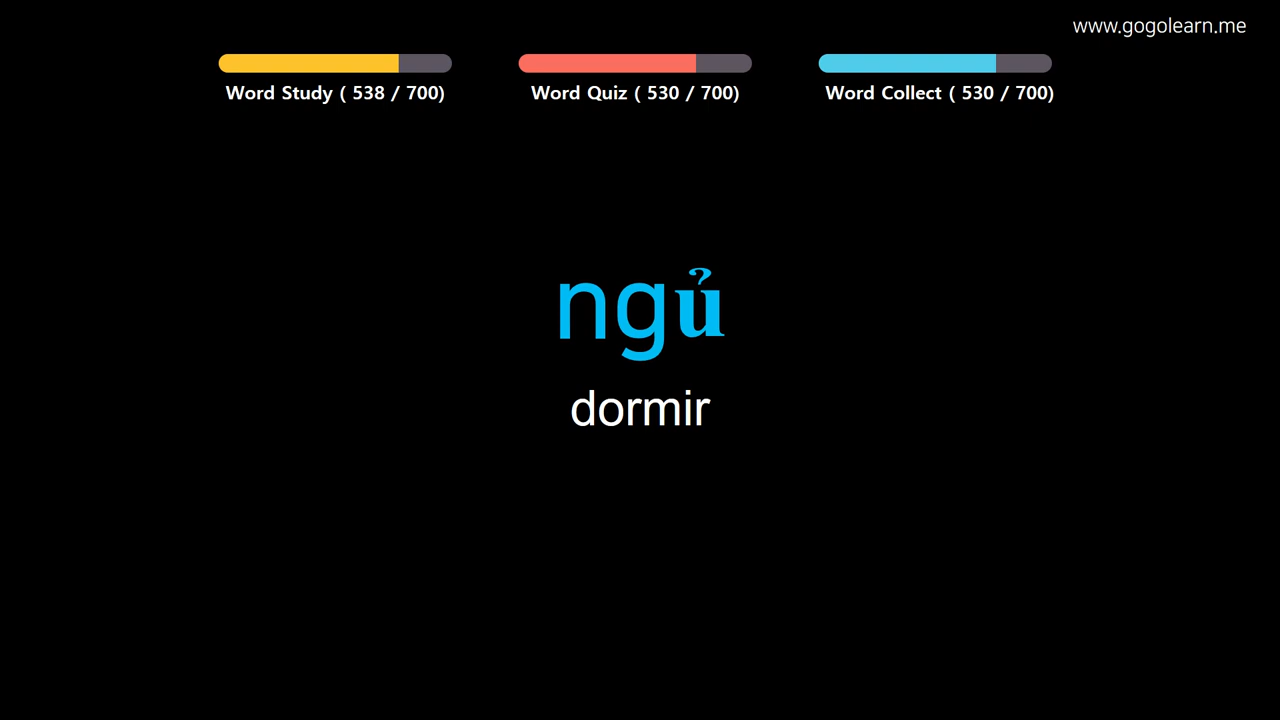 www.gogolearn.me
Word Study ( 538 / 700)
Word Quiz ( 530 / 700)
Word Collect ( 530 / 700)
ngủ
dormir